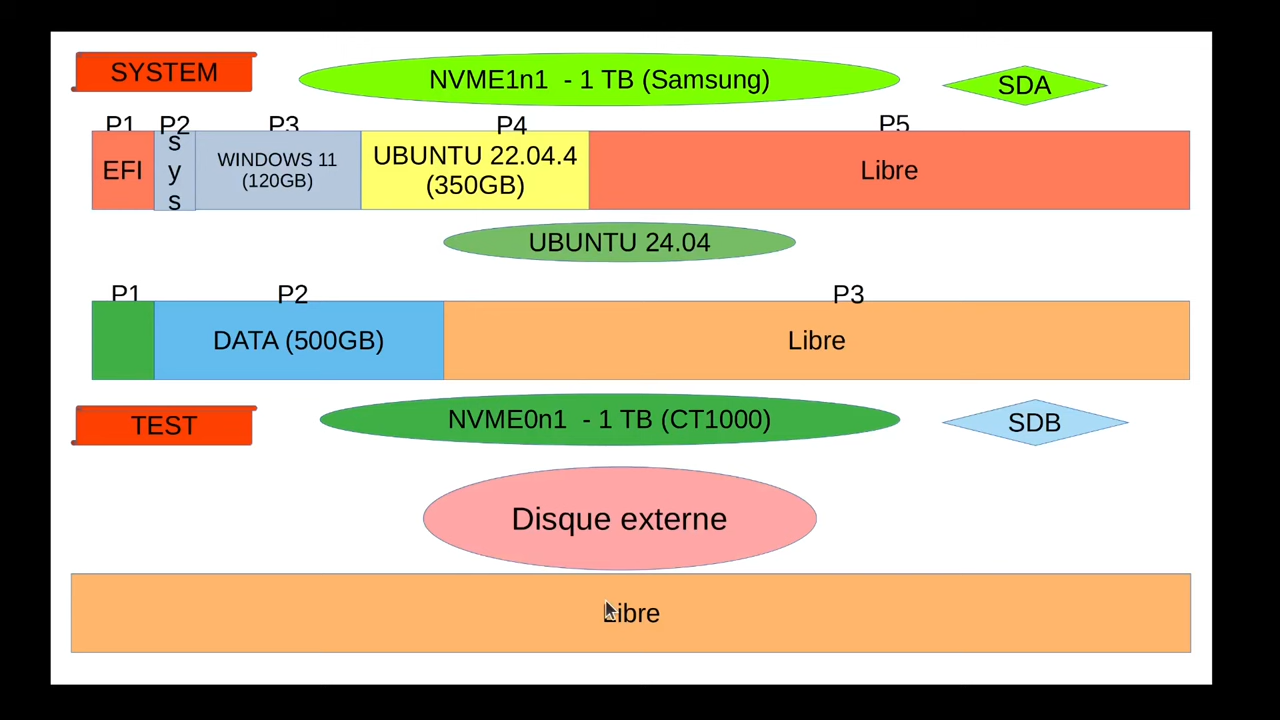 SYSTEM
NVME1n1 - 1 TB (Samsung)
SDA
P1
P2
P3
P4
P5
EFI
s
y
s
WINDOWS 11
(120GB)
UBUNTU 22.04.4
(350GB)
Libre
UBUNTU 24.04
P1
P2
P3
DATA (500GB)
Libre
TEST
NVME0n1 - 1 TB (CT1000)
SDB
Disque externe
Libre